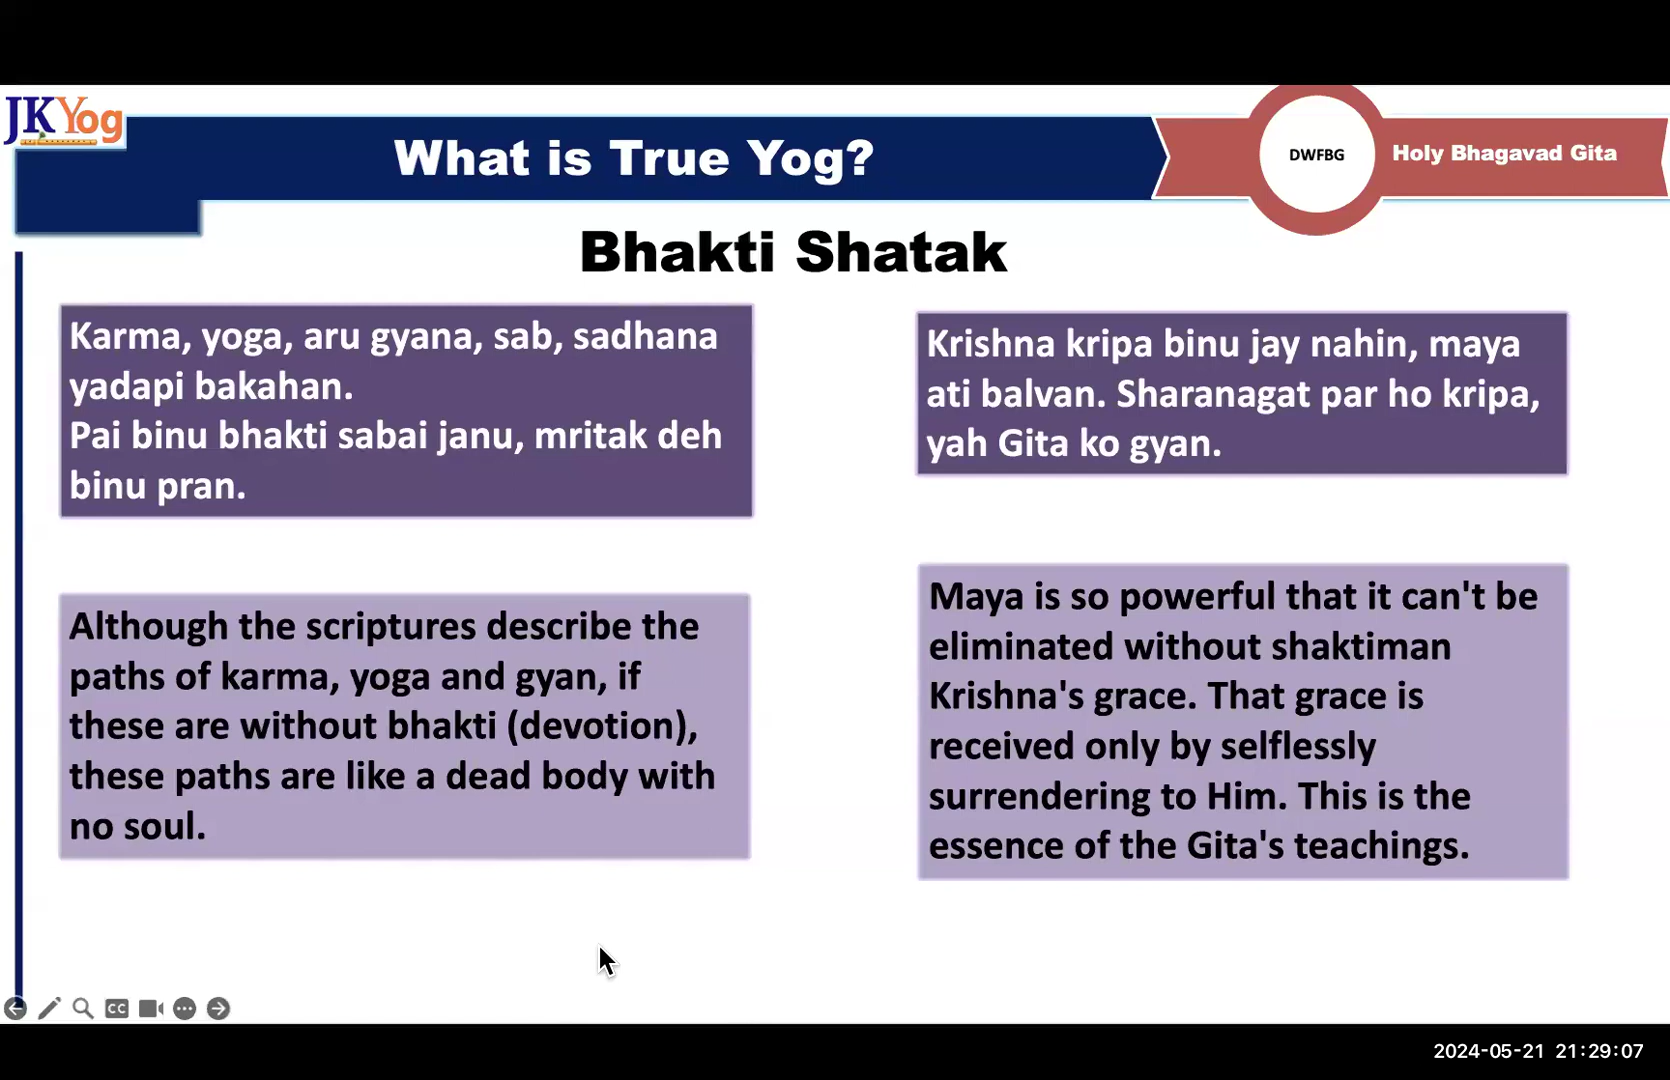 JKYog
What is True Yog?
DWFBG
Holy Bhagavad Gita
Bhakti Shatak
Karma, yoga, aru gyana, sab, sadhana
yadapi bakahan.
Pai binu bhakti sabai janu, mritak deh
binu pran.
Krishna kripa binu jay nahin, maya
ati balvan. Sharanagat par ho kripa,
yah Gita ko gyan.
Although the scriptures describe the
paths of karma, yoga and gyan, if
these are without bhakti (devotion),
these paths are like a dead body with
no soul.
Maya is so powerful that it can't be
eliminated without shaktiman
Krishna's grace. That grace is
received only by selflessly
surrendering to Him. This is the
essence of the Gita's teachings.
CC
2024-05-21 21:29:07